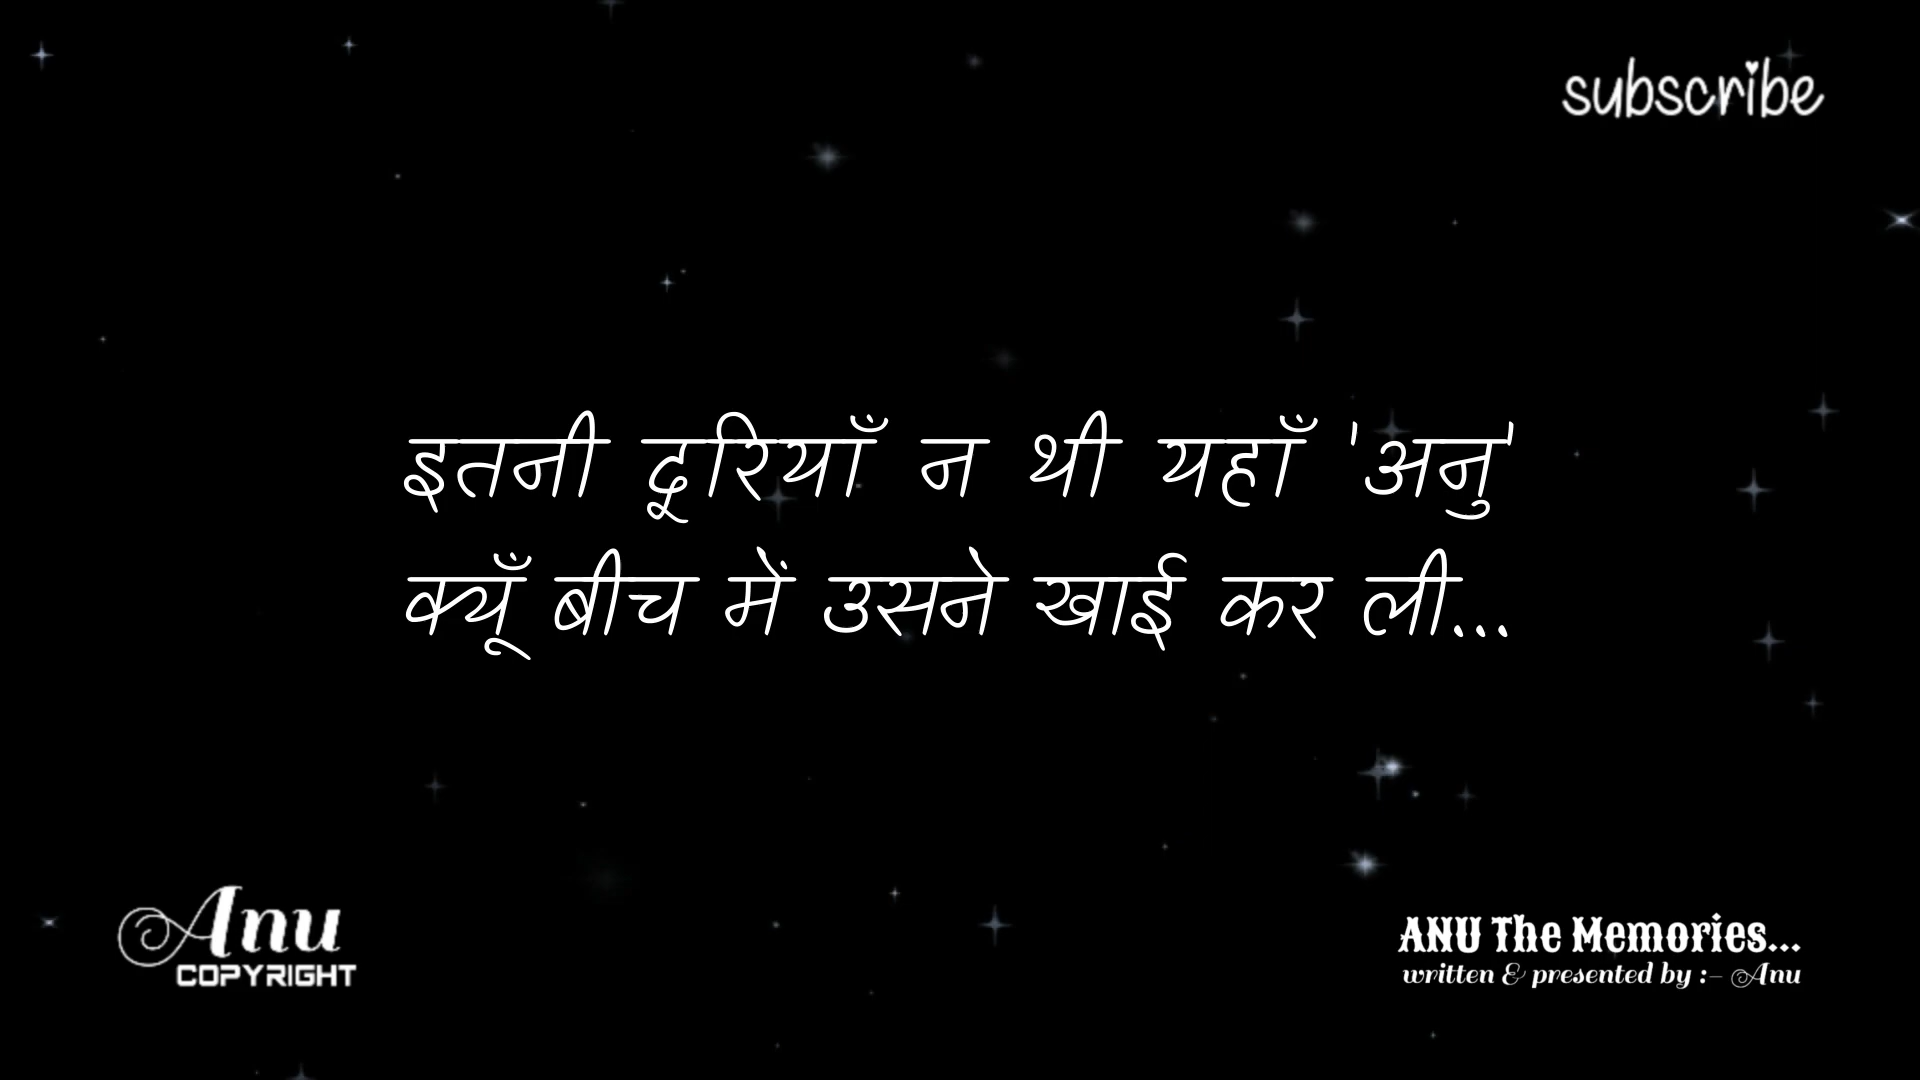 subscribe
इतनी दूरियाँ न थी यहाँ 'अनु'
क्यूँ बीच में उसने खाई कर ली...
Anu
COPYRIGHT
ANU The Memories...
written & presented by :- Anu